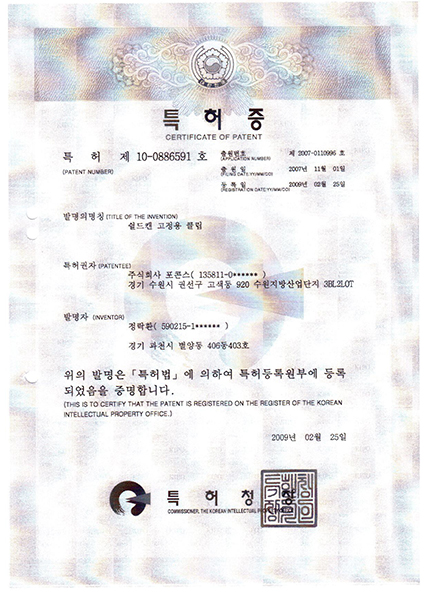 특 허 증
CERTIFICATE OF PATENT
특 허 제 10-0886591 호
(PATENT NUMBER)
출원번호 제 2007-0110996 호
(APPLICATION NUMBER)
출 원 일 2007년 11월 01일
(FILING DATE:YY/MM/DD)
등 록 일 2009년 02월 25일
(REGISTRATION DATE:YY/MM/DD)
발명의명칭 (TITLE OF THE INVENTION)
쉴드캔 고정용 클립
특허권자 (PATENTEE)
주식회사 포콘스( 135811-0****** )
경기 수원시 권선구 고색동 920 수원지방산업단지 3BL2LOT
발명자 (INVENTOR)
정락환( 590215-1****** )
경기 과천시 별양동 406동403호
위의 발명은 「특허법」에 의하여 특허등록원부에 등록
되었음을 증명합니다.
(THIS IS TO CERTIFY THAT THE PATENT IS REGISTERED ON THE REGISTER OF THE KOREAN
INTELLECTUAL PROPERTY OFFICE.)
2009년 02월 25일
특 허 청
COMMISSIONER, THE KOREAN INTELLECTUAL